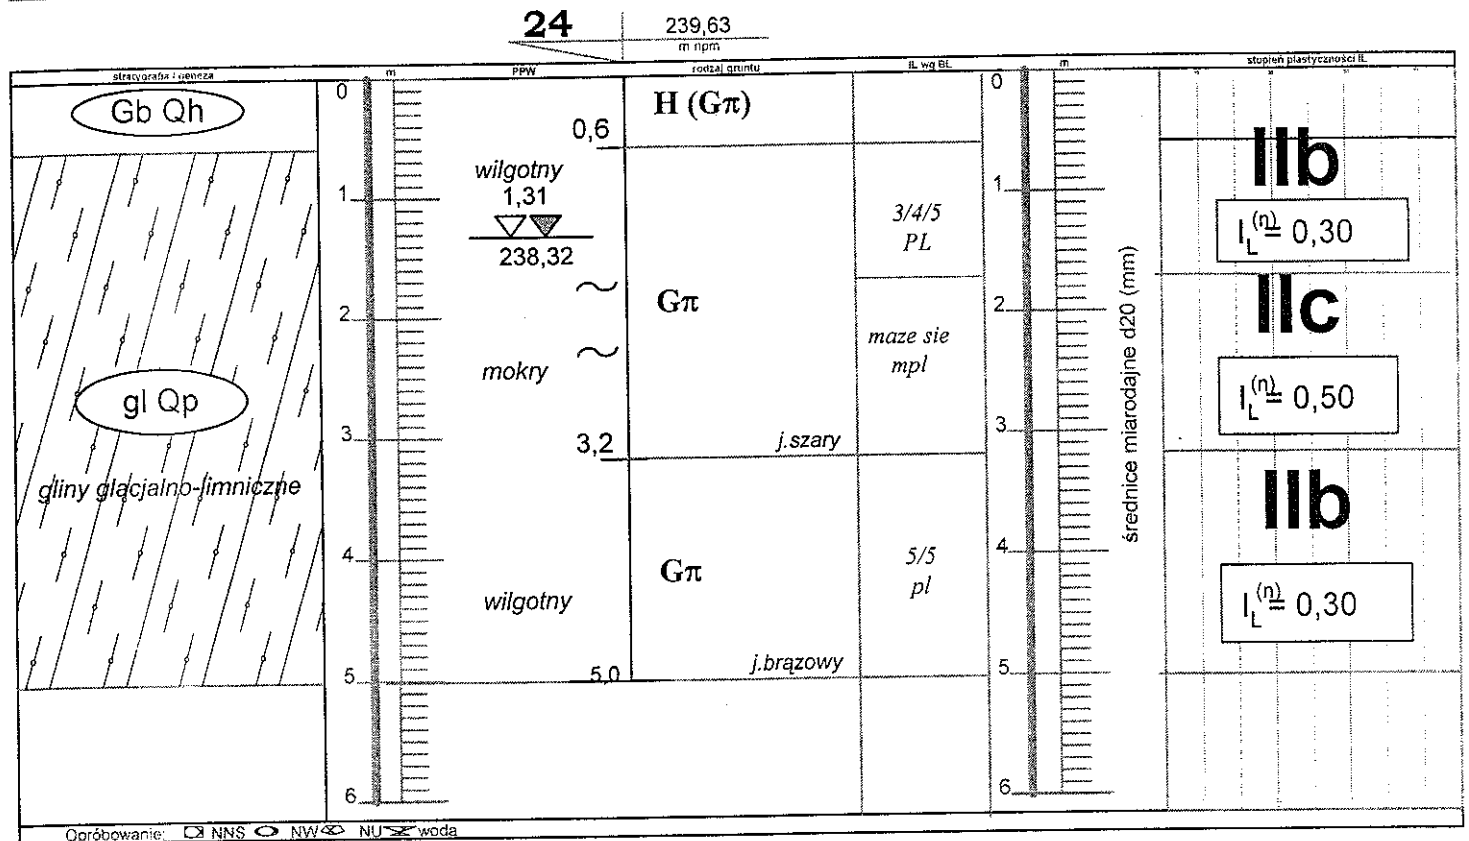 24
239,63
m npm
stratygrafia i geneza
m
PPW
rodzaj gruntu
IL wg BL
m
stopień plastyczności IL
Gb Qh
0
0,6
H (Gπ)
0
IIb
wilgotny
1,31
238,32
1
3/4/5
PL
1
I_L^(n) = 0,30
Gπ
2
maze sie
mpl
2
IIc
mokry
gl Qp
I_L^(n) = 0,50
3
3,2
j.szary
3
średnice miarodajne d20 (mm)
gliny glacjalno-limniczne
IIb
4
Gπ
5/5
pl
4
wilgotny
I_L^(n) = 0,30
5
5,0
j.brązowy
5
6
6
Opróbowanie: NNS NW NU woda